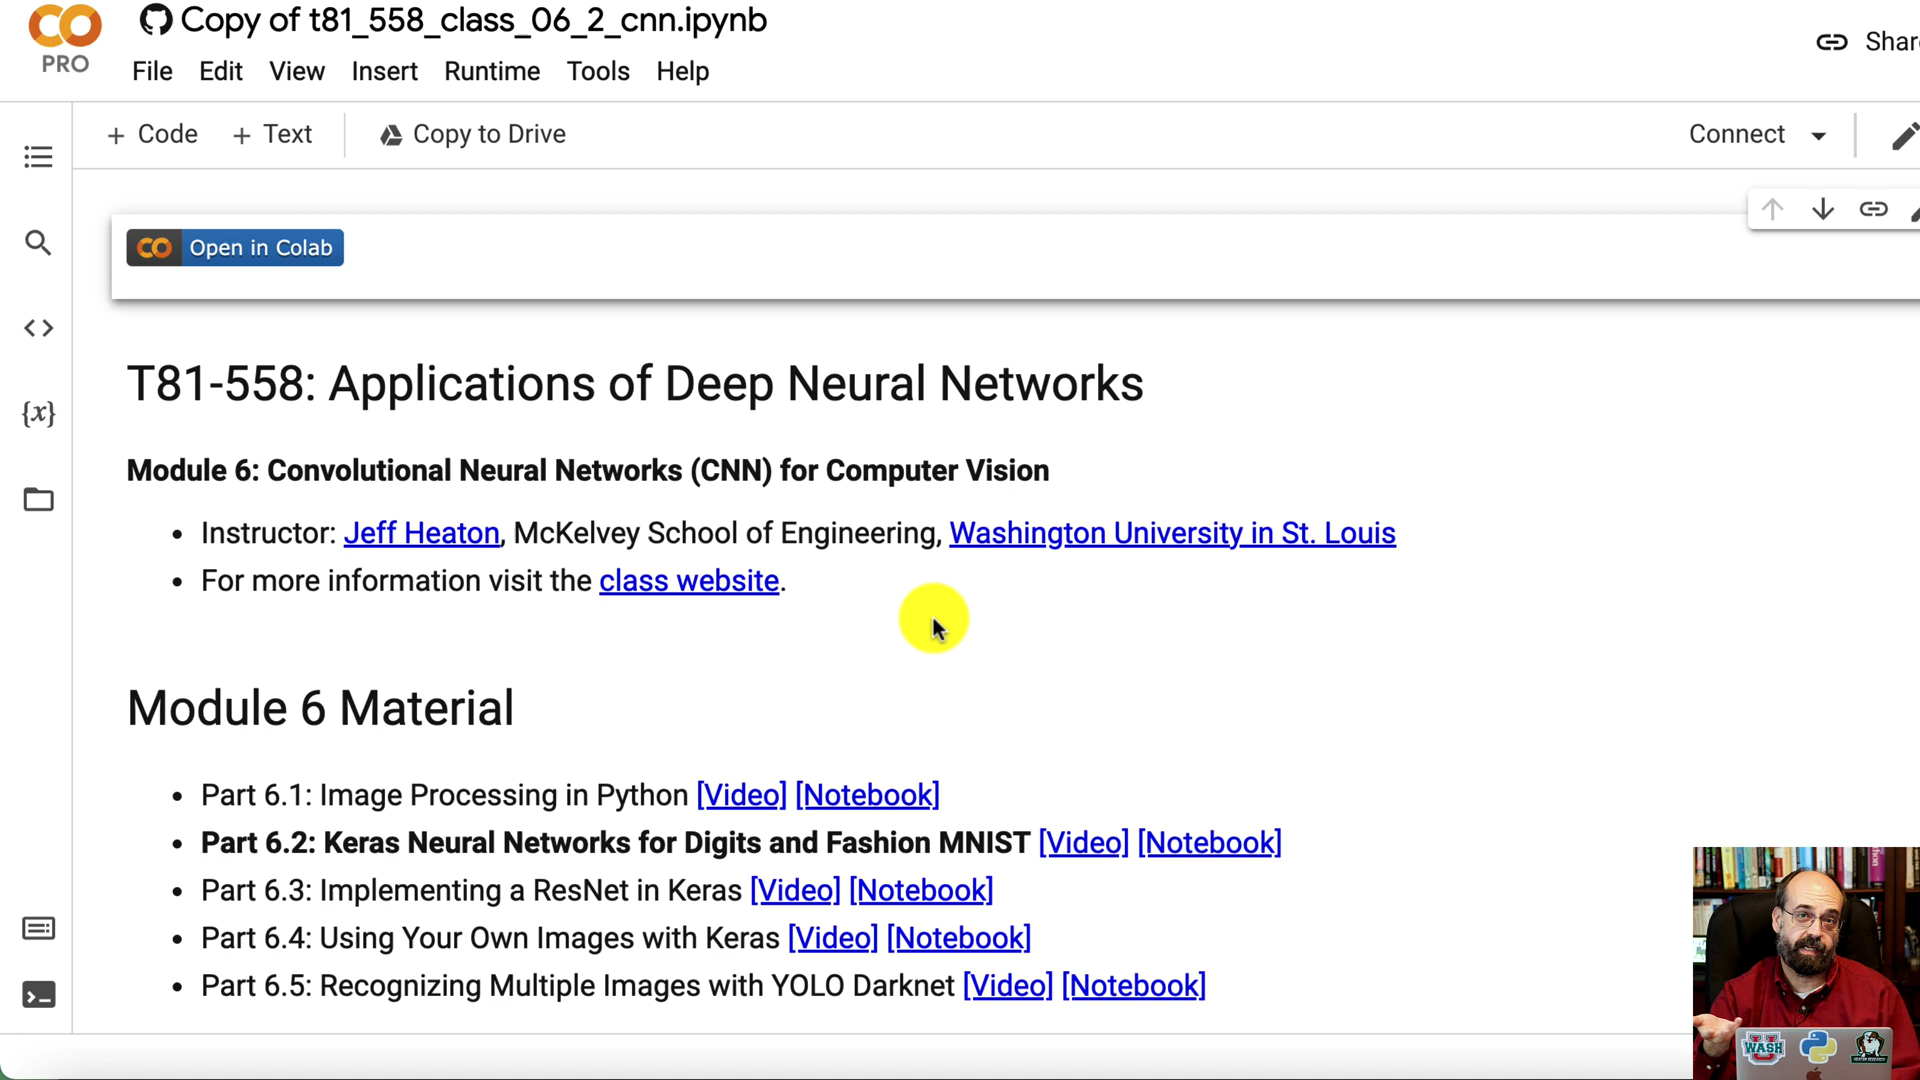 Copy of t81_558_class_06_2_cnn.ipynb
PRO
File Edit View Insert Runtime Tools Help
Shar
+ Code + Text Copy to Drive
Connect
Open in Colab
{x}
T81-558: Applications of Deep Neural Networks
Module 6: Convolutional Neural Networks (CNN) for Computer Vision
• Instructor: Jeff Heaton, McKelvey School of Engineering, Washington University in St. Louis
• For more information visit the class website.
Module 6 Material
• Part 6.1: Image Processing in Python [Video] [Notebook]
• Part 6.2: Keras Neural Networks for Digits and Fashion MNIST [Video] [Notebook]
• Part 6.3: Implementing a ResNet in Keras [Video] [Notebook]
• Part 6.4: Using Your Own Images with Keras [Video] [Notebook]
• Part 6.5: Recognizing Multiple Images with YOLO Darknet [Video] [Notebook]
WASH